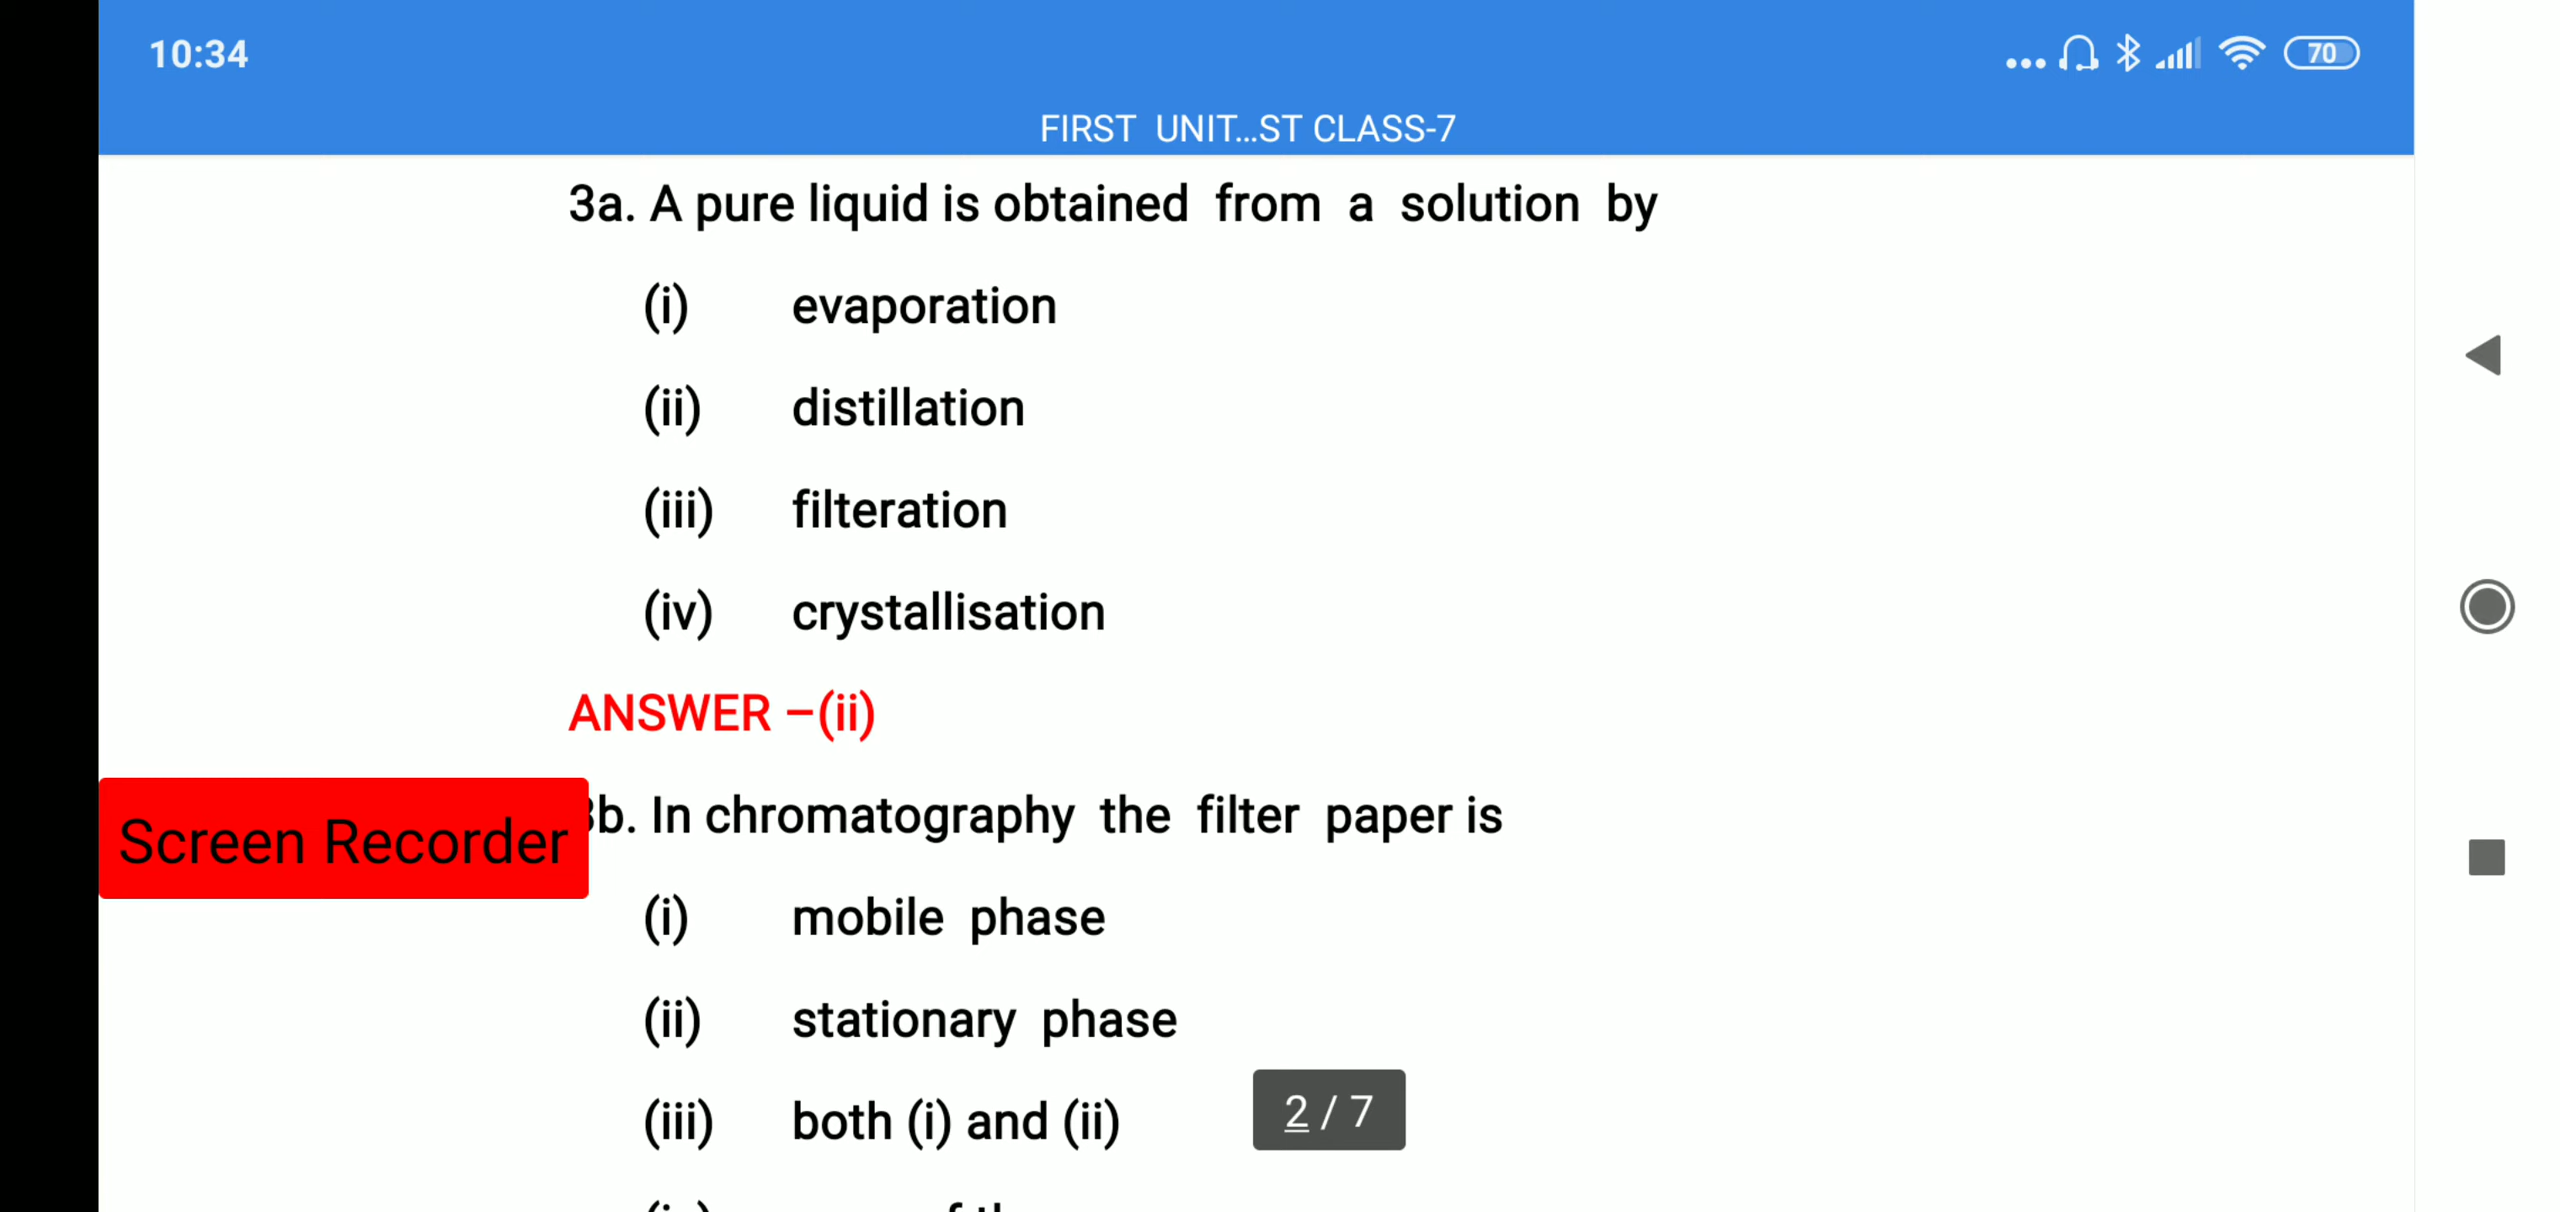 10:34
70
FIRST UNIT...ST CLASS-7
3a. A pure liquid is obtained from a solution by
(i) evaporation
(ii) distillation
(iii) filteration
(iv) crystallisation
ANSWER –(ii)
Screen Recorder
b. In chromatography the filter paper is
(i) mobile phase
(ii) stationary phase
(iii) both (i) and (ii)
2 / 7